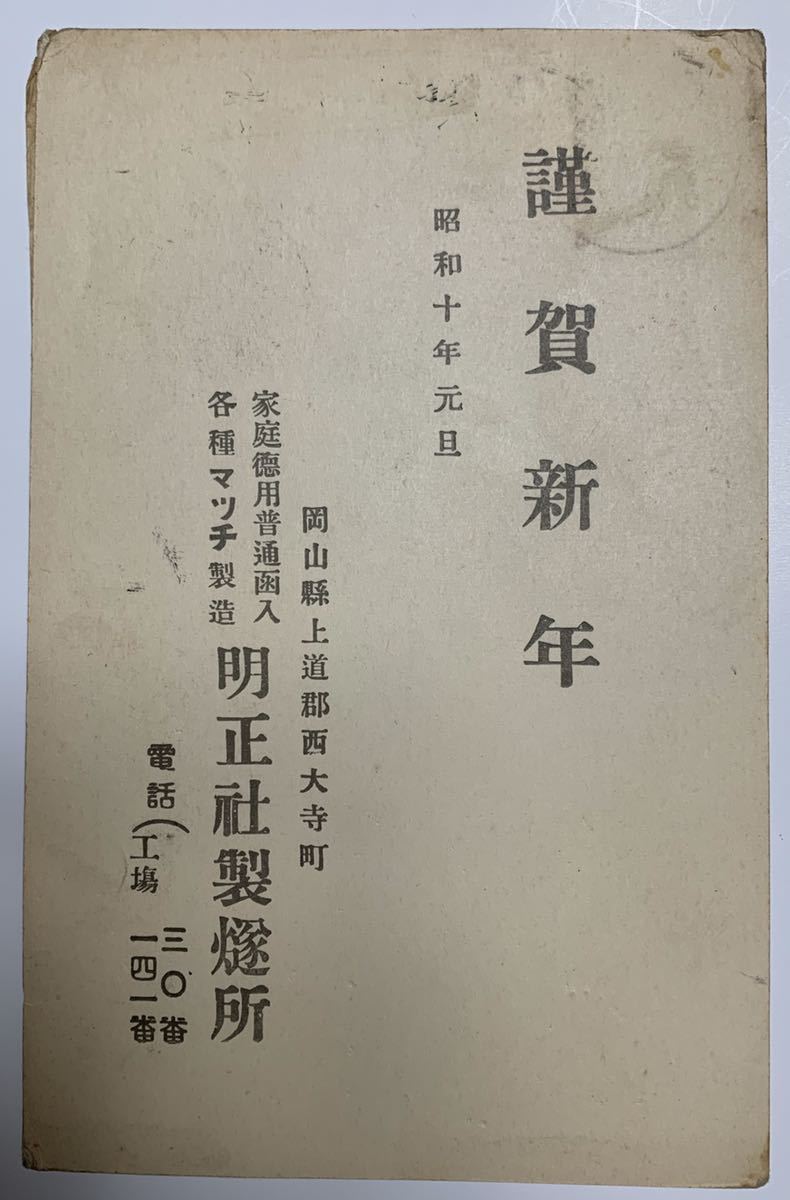 謹賀新年
昭和十年元旦
岡山縣上道郡西大寺町
家庭德用普通函入
各種マッチ製造
明正社製燧所
電話（三〇番
工場 一四一番